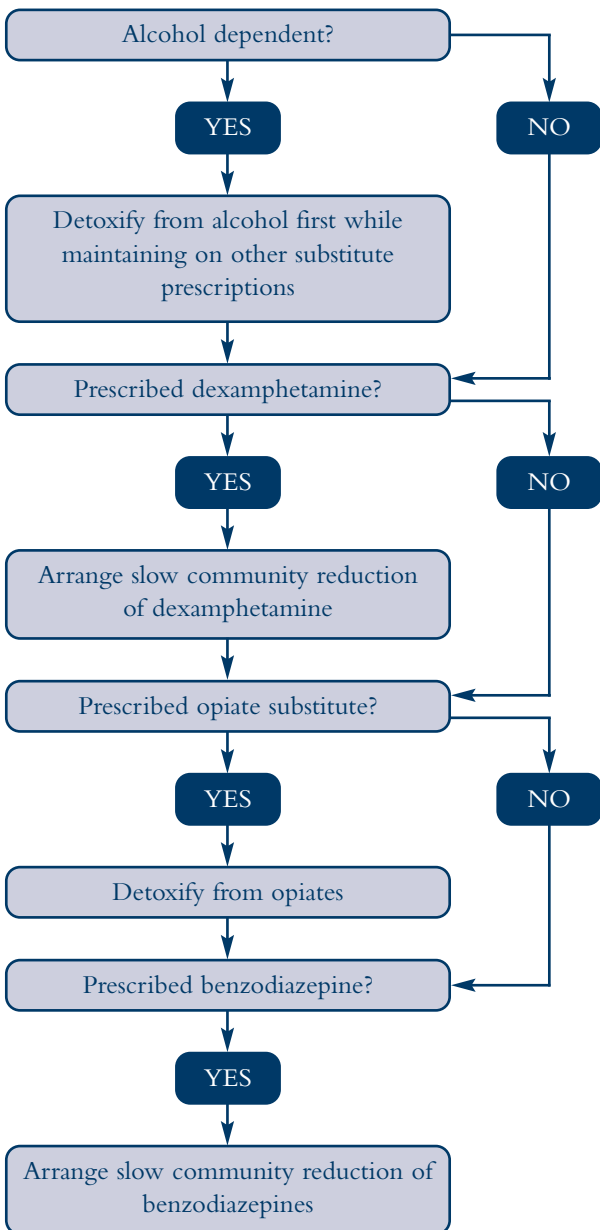 Alcohol dependent?
YES
NO
Detoxify from alcohol first while
maintaining on other substitute
prescriptions
Prescribed dexamphetamine?
YES
NO
Arrange slow community reduction
of dexamphetamine
Prescribed opiate substitute?
YES
NO
Detoxify from opiates
Prescribed benzodiazepine?
YES
Arrange slow community reduction of
benzodiazepines